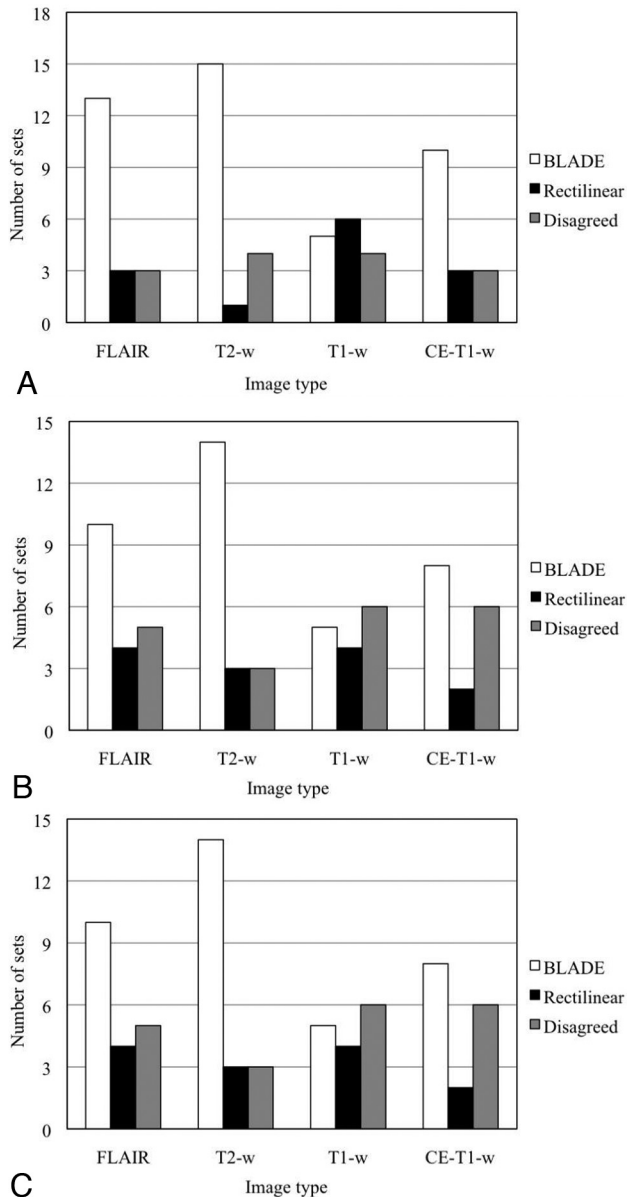 18
15
12
9
6
3
0
Number of sets
BLADE
Rectilinear
Disagreed
FLAIR T2-w T1-w CE-T1-w
Image type
A
15
12
9
6
3
0
Number of sets
BLADE
Rectilinear
Disagreed
FLAIR T2-w T1-w CE-T1-w
Image type
B
15
12
9
6
3
0
Number of sets
BLADE
Rectilinear
Disagreed
FLAIR T2-w T1-w CE-T1-w
Image type
C